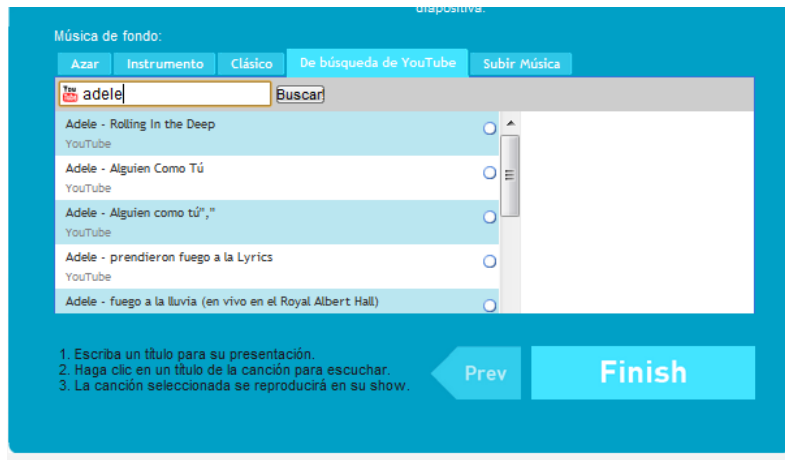 diapositiva.
Música de fondo:
Azar Instrumento Clásico De búsqueda de YouTube Subir Música
You Tube adele Buscar
Adele - Rolling In the Deep
YouTube
Adele - Alguien Como Tú
YouTube
Adele - Alguien como tú","
YouTube
Adele - prendieron fuego a la Lyrics
YouTube
Adele - fuego a la lluvia (en vivo en el Royal Albert Hall)
1. Escriba un título para su presentación.
2. Haga clic en un título de la canción para escuchar.
3. La canción seleccionada se reproducirá en su show.
Prev Finish